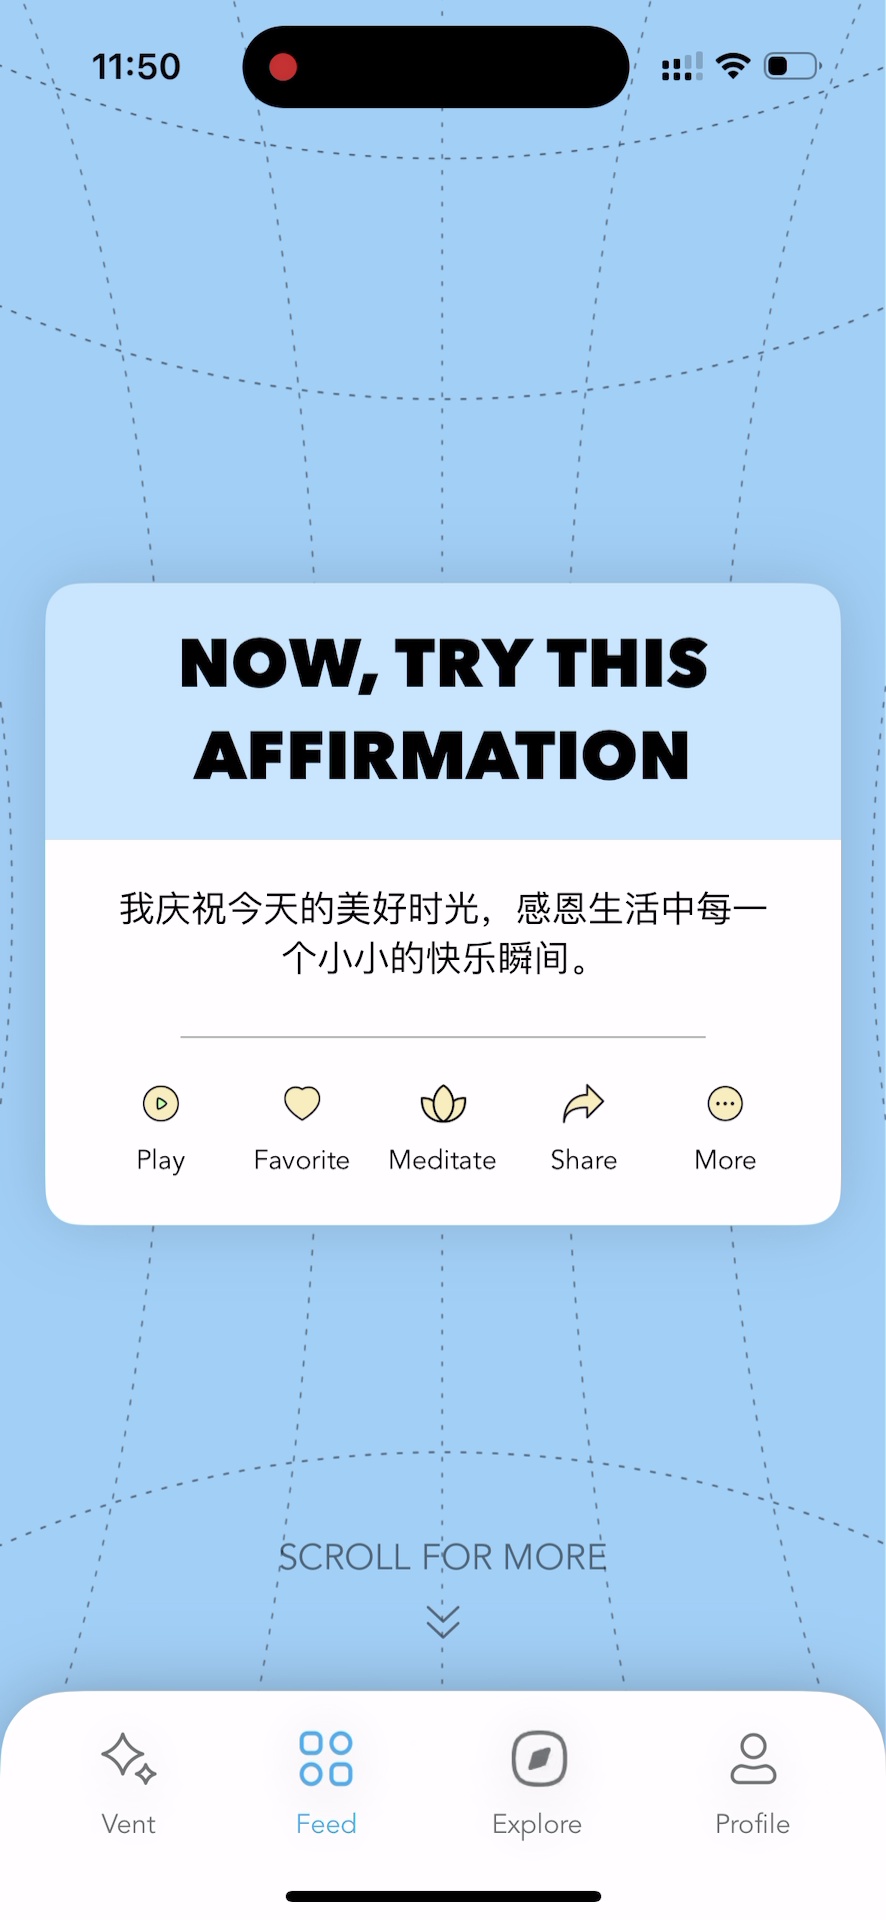 11:50
NOW, TRY THIS
AFFIRMATION
我庆祝今天的美好时光，感恩生活中每一
个小小的快乐瞬间。
Play Favorite Meditate Share More
SCROLL FOR MORE
Vent Feed Explore Profile